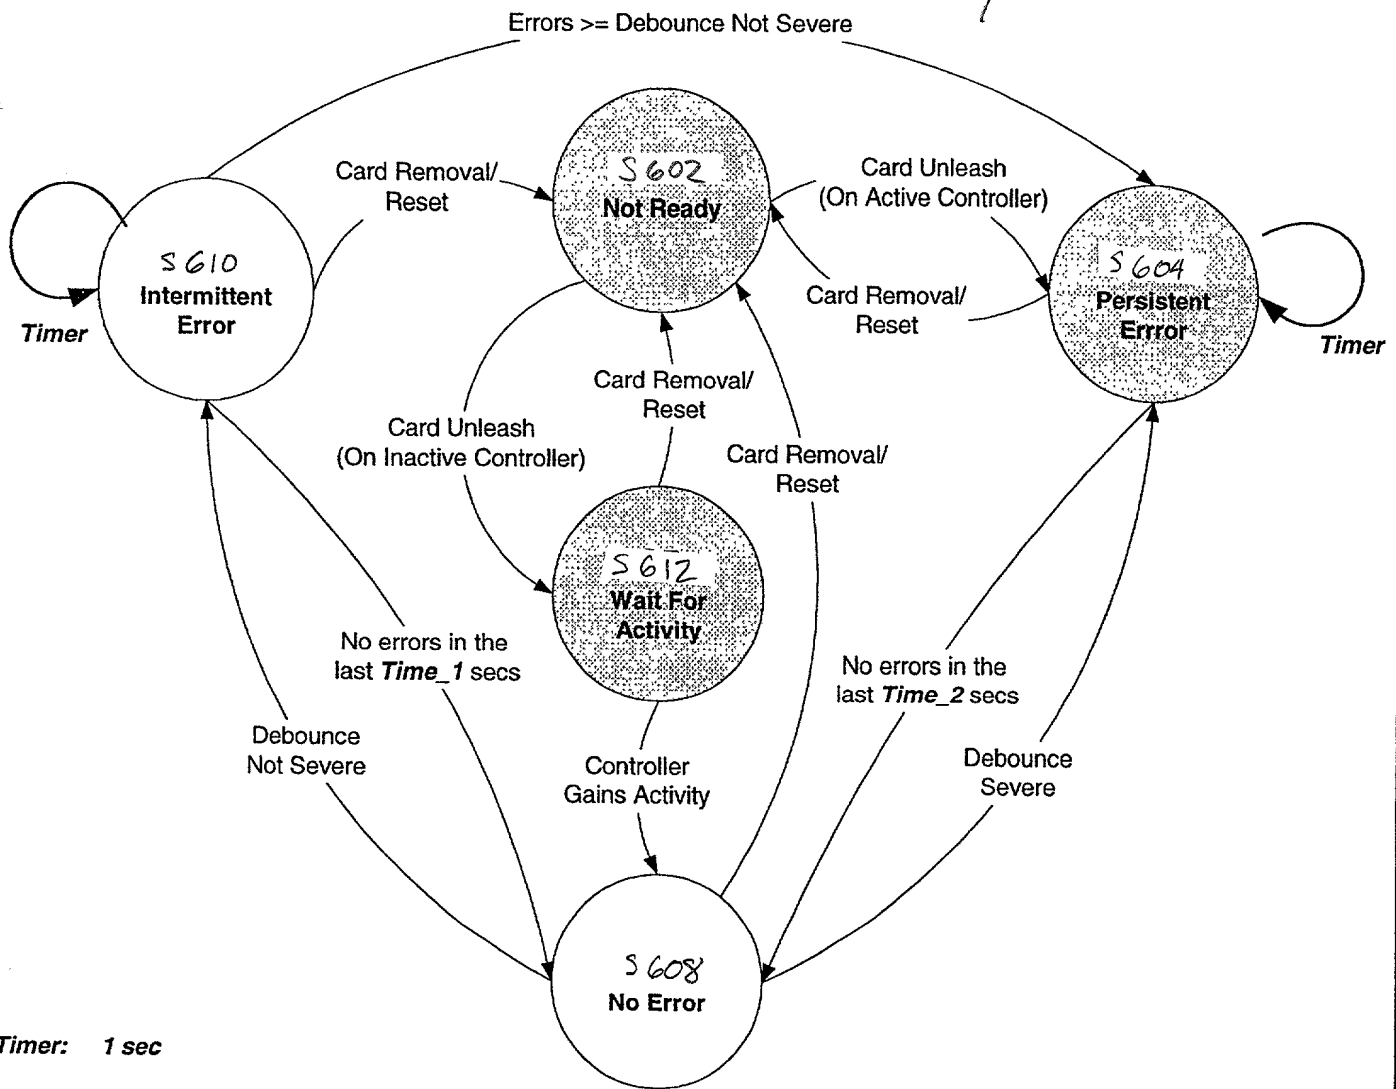 Errors >= Debounce Not Severe
Card Removal/
Reset
S602
Not Ready
Card Unleash
(On Active Controller)
S610
Intermittent
Error
Timer
Card Removal/
Reset
S604
Persistent
Errror
Timer
Card Removal/
Reset
Card Unleash
(On Inactive Controller)
Card Removal/
Reset
S612
Wait For
Activity
No errors in the
last Time_1 secs
No errors in the
last Time_2 secs
Debounce
Not Severe
Controller
Gains Activity
Debounce
Severe
S608
No Error
Timer: 1 sec